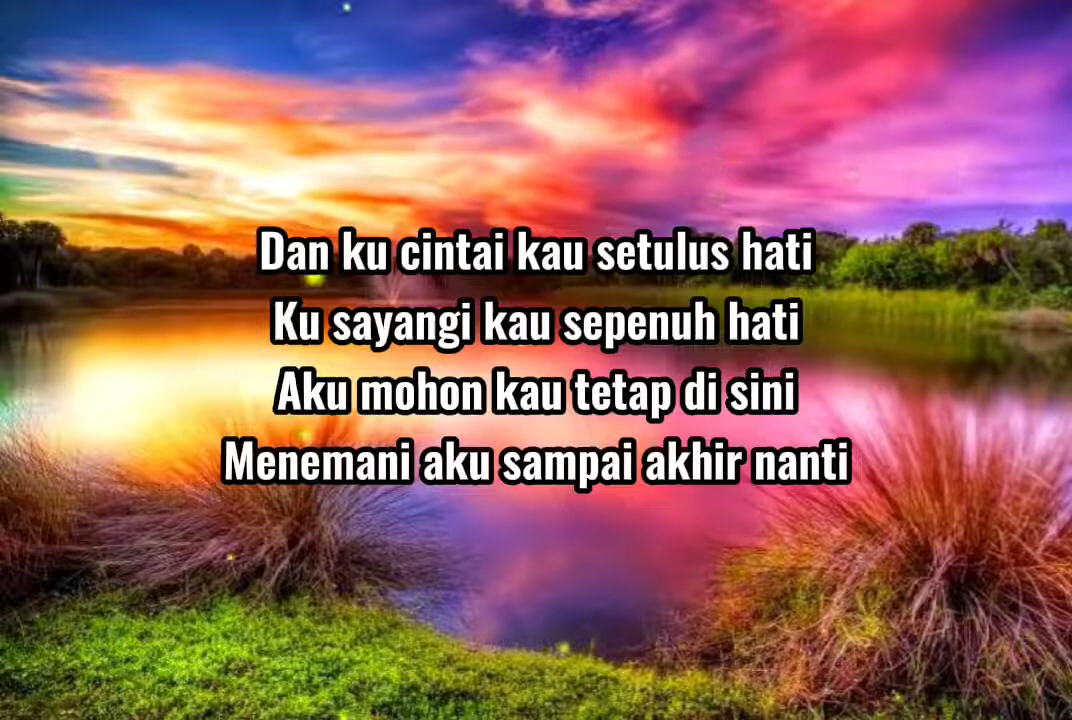 Dan ku cintai kau setulus hati
Ku sayangi kau sepenuh hati
Aku mohon kau tetap di sini
Menemani aku sampai akhir nanti